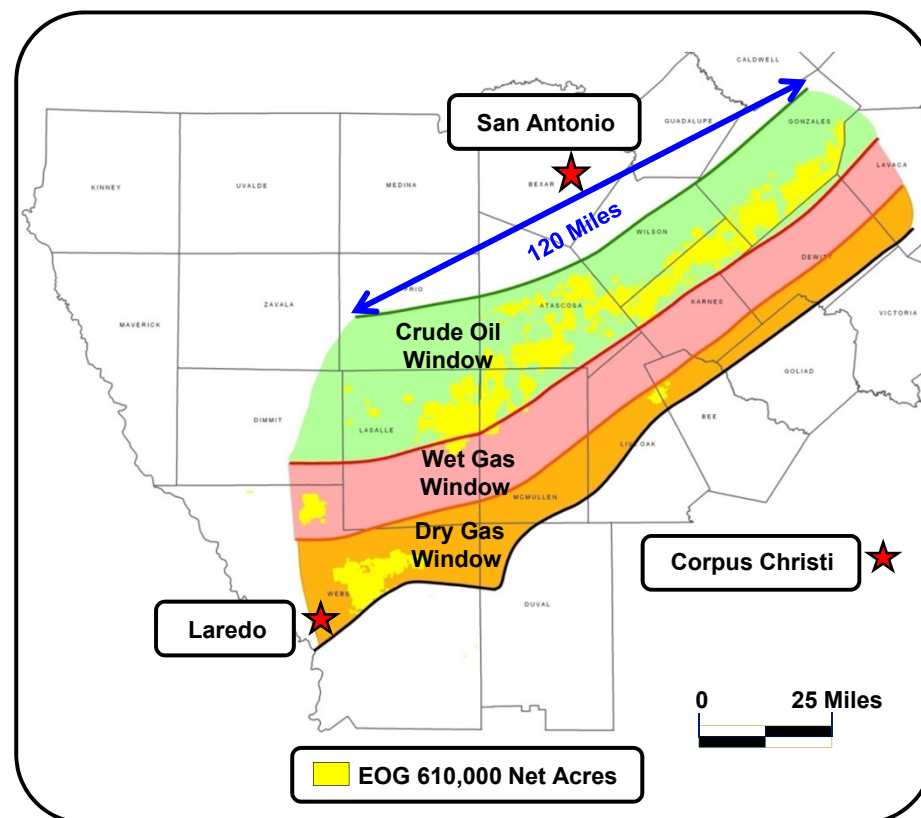 CALDWELL
San Antonio
GUADALUPE
GONZALES
KINNEY
UVALDE
MEDINA
BEXAR
LAVACA
120 Miles
WILSON
FRIO
DEWITT
ZAVALA
ATASCOSA
KARNES
MAVERICK
VICTORIA
Crude Oil
Window
GOLIAD
DIMMIT
LASALLE
BEE
LIVE OAK
Wet Gas
Window
MCMULLEN
Dry Gas
Window
Corpus Christi
WEBB
DUVAL
Laredo
0 25 Miles
EOG 610,000 Net Acres